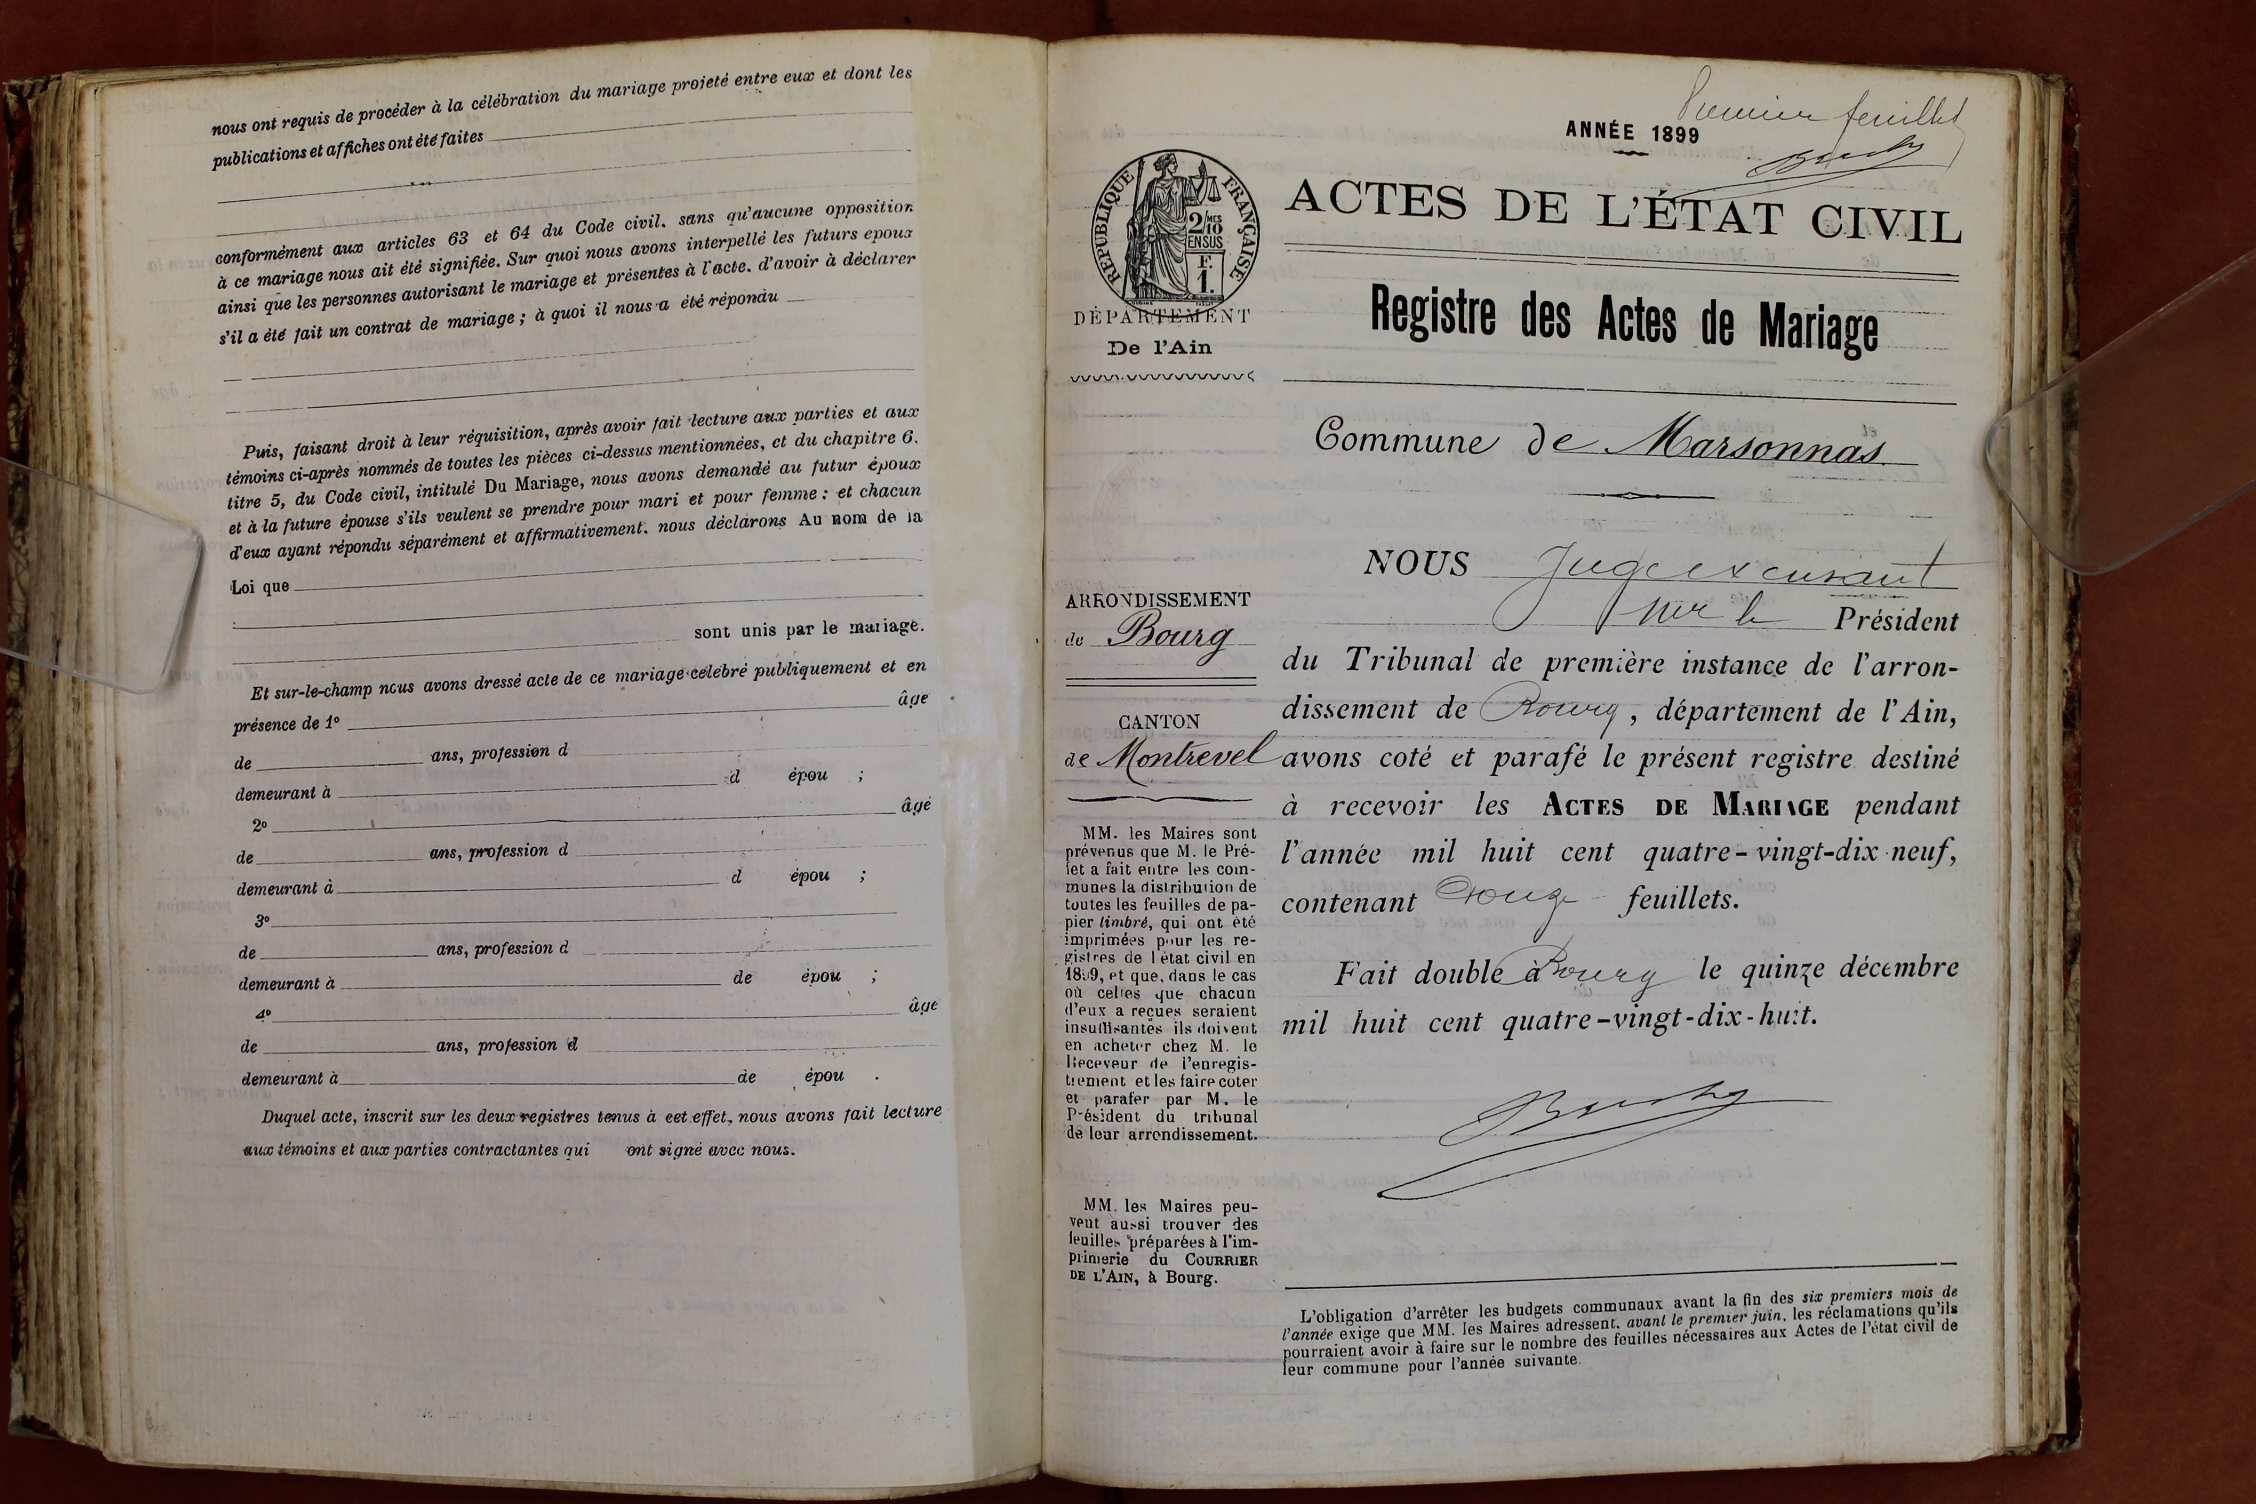 nous ont requis de procéder à la célébration du mariage projeté entre eux et dont les
publications et affiches ont été faites
conformément aux articles 63 et 64 du Code civil, sans qu'aucune opposition
à ce mariage nous ait été signifiée. Sur quoi nous avons interpellé les futurs epoux
ainsi que les personnes autorisant le mariage et présentes à l'acte, d'avoir à déclarer
s'il a été fait un contrat de mariage ; à quoi il nous a été répondu
Puis, faisant droit à leur réquisition, après avoir fait lecture aux parties et aux
témoins ci-après nommés de toutes les pièces ci-dessus mentionnées, et du chapitre 6,
titre 5, du Code civil, intitulé Du Mariage, nous avons demandé au futur époux
et à la future épouse s'ils veulent se prendre pour mari et pour femme ; et chacun
d'eux ayant répondu séparément et affirmativement, nous déclarons Au nom de la
Loi que
sont unis par le mariage.
Et sur-le-champ nous avons dressé acte de ce mariage célébré publiquement et en
présence de 1º âge
de ans, profession d
demeurant à d épou ;
2º âgé
de ans, profession d
demeurant à d épou ;
3º
de ans, profession d
demeurant à de épou ;
4º âge
de ans, profession d
demeurant à de épou .
Duquel acte, inscrit sur les deux registres tenus à cet effet, nous avons fait lecture
aux témoins et aux parties contractantes qui ont signé avec nous.
Premier feuillet
ANNÉE 1899
RÉPUBLIQUE FRANÇAISE
2/MES
10
EN SUS
F.
1.
ACTES DE L'ÉTAT CIVIL
DÉPARTEMENT
De l'Ain
Registre des Actes de Mariage
Commune de Marsonnas
ARRONDISSEMENT
de Bourg
CANTON
de Montrevel
MM. les Maires sont
prévenus que M. le Pré-
fet a fait entre les com-
munes la distribution de
toutes les feuilles de pa-
pier timbré, qui ont été
imprimées pour les re-
gistres de l'état civil en
1899, et que, dans le cas
où celles que chacun
d'eux a reçues seraient
insuffisantes ils doivent
en acheter chez M. le
Receveur de l'enregis-
trement et les faire coter
et parafer par M. le
Président du tribunal
de leur arrondissement.
MM. les Maires peu-
vent aussi trouver des
feuilles préparées à l'im-
primerie du COURRIER
DE L'AIN, à Bourg.
NOUS Juge
Président
du Tribunal de première instance de l'arron-
dissement de Bourg, département de l'Ain,
avons coté et parafé le présent registre destiné
à recevoir les ACTES DE MARIAGE pendant
l'année mil huit cent quatre-vingt-dix-neuf,
contenant douze feuillets.
Fait double à Bourg le quinze décembre
mil huit cent quatre-vingt-dix-huit.
L'obligation d'arrêter les budgets communaux avant la fin des six premiers mois de
l'année exige que MM. les Maires adressent, avant le premier juin, les réclamations qu'ils
pourraient avoir à faire sur le nombre des feuilles nécessaires aux Actes de l'état civil de
leur commune pour l'année suivante.